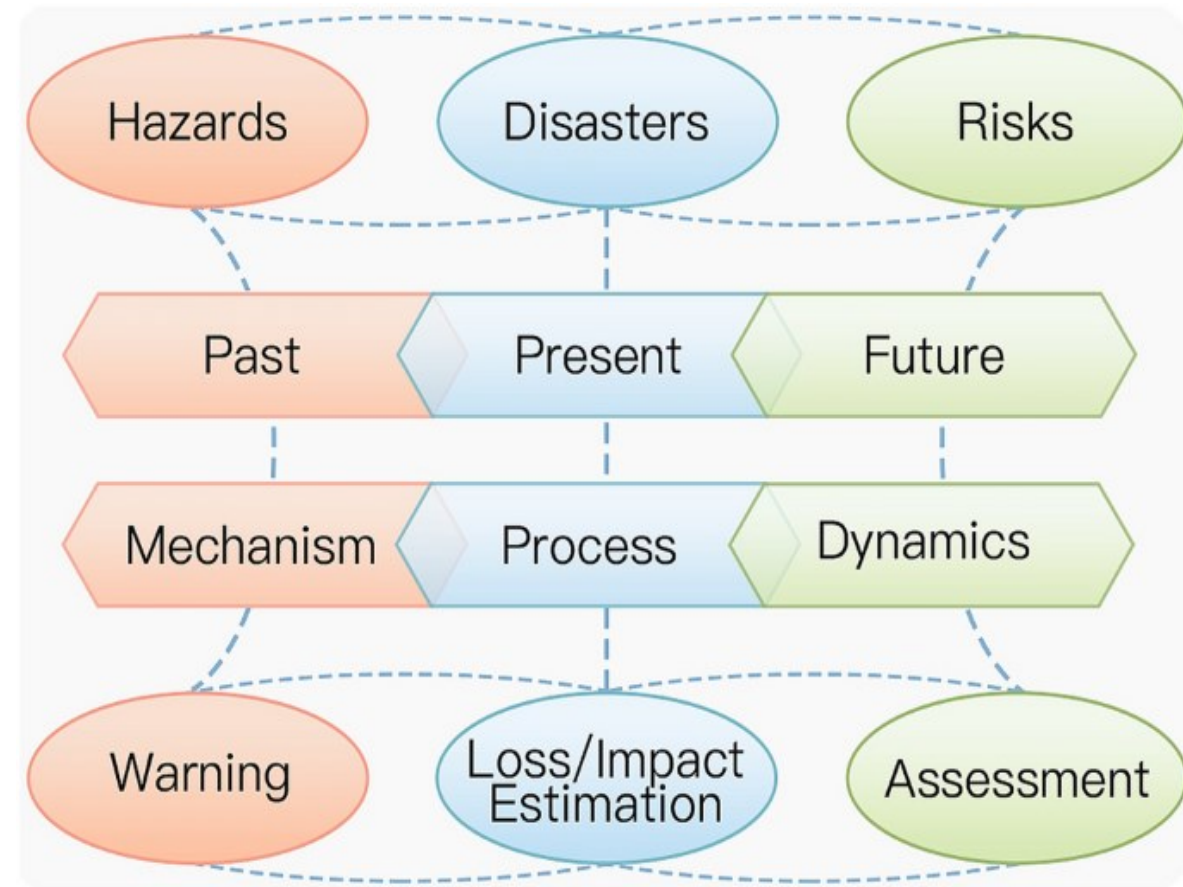 Hazards
Disasters
Risks
Past
Present
Future
Mechanism
Process
Dynamics
Warning
Loss/Impact
Estimation
Assessment